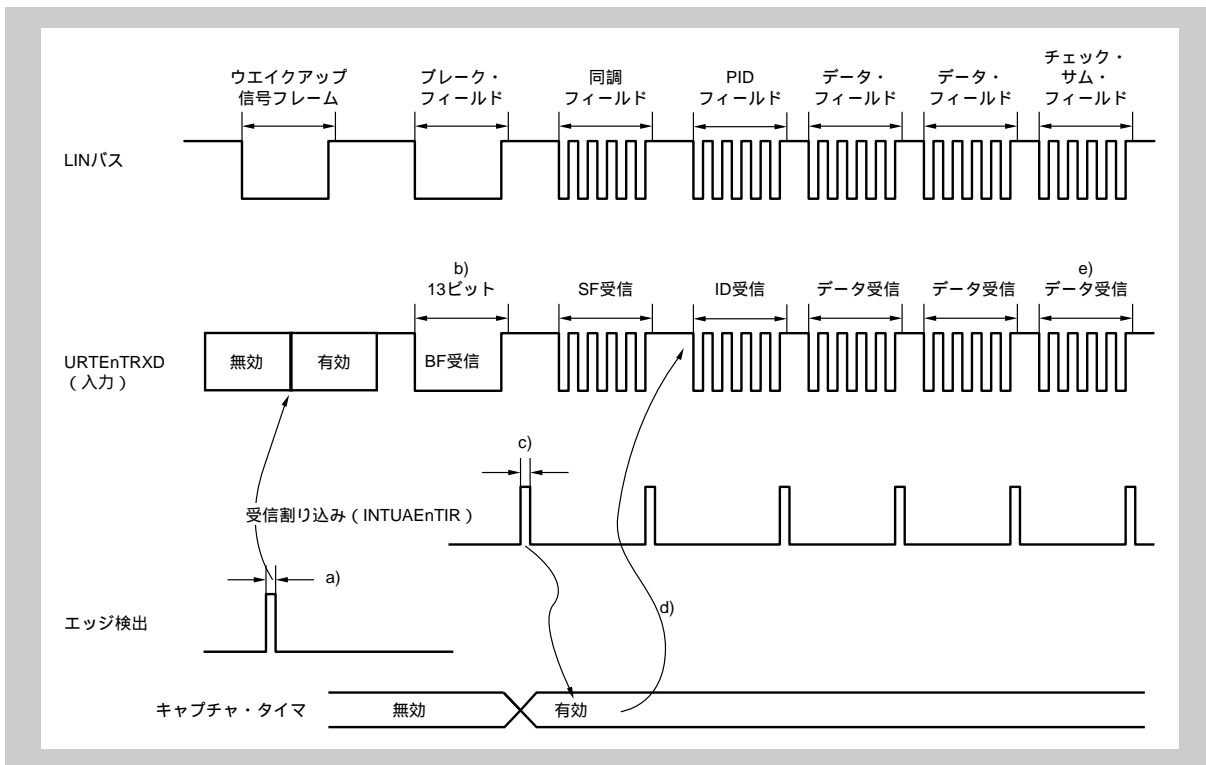 ウエイクアップ
信号フレーム
ブレーク・
フィールド
同調
フィールド
PID
フィールド
データ・
フィールド
データ・
フィールド
チェック・
サム・
フィールド
LINバス
b)
13ビット
SF受信
ID受信
データ受信
データ受信
e)
データ受信
URTEnTRXD
（入力）
無効
有効
BF受信
c)
受信割り込み（INTUAEnTIR）
a)
d)
エッジ検出
キャプチャ・タイマ
無効
有効